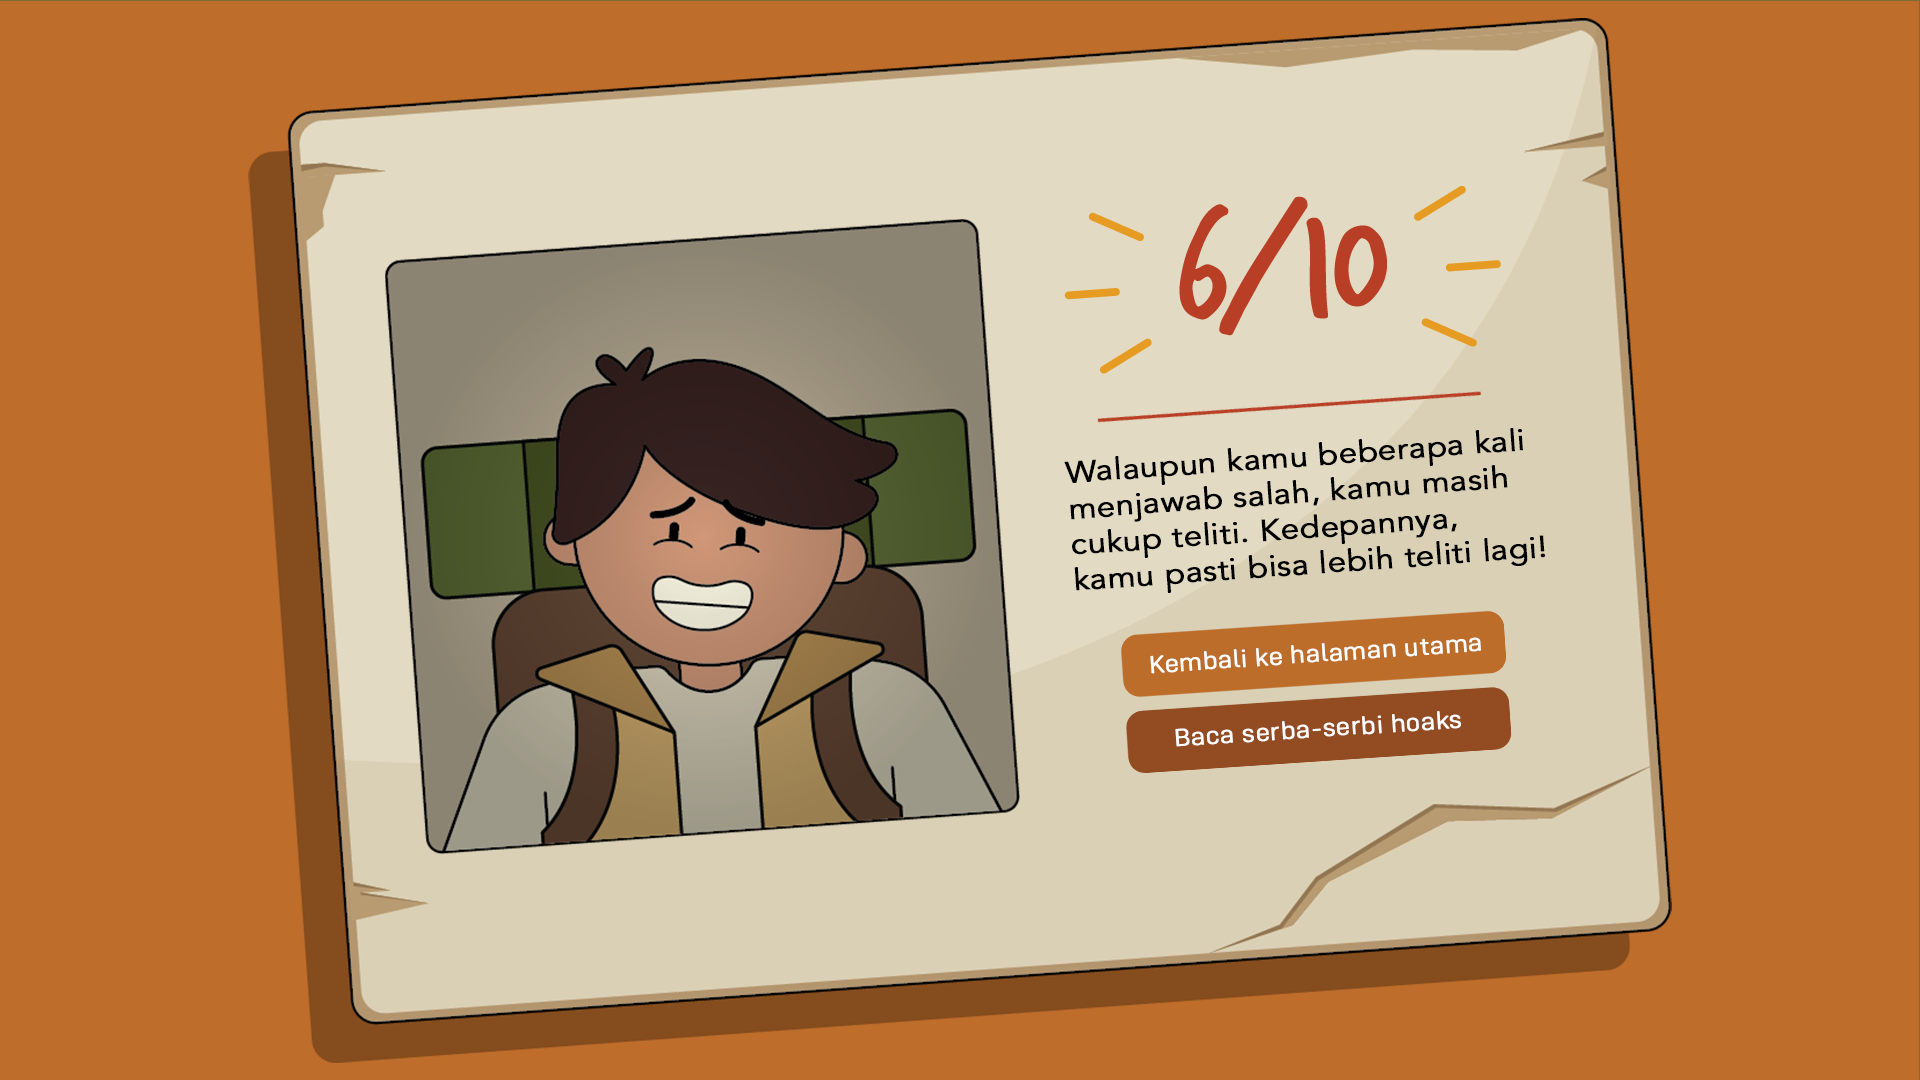 6/10
Walaupun kamu beberapa kali
menjawab salah, kamu masih
cukup teliti. Kedepannya,
kamu pasti bisa lebih teliti lagi!
Kembali ke halaman utama
Baca serba-serbi hoaks